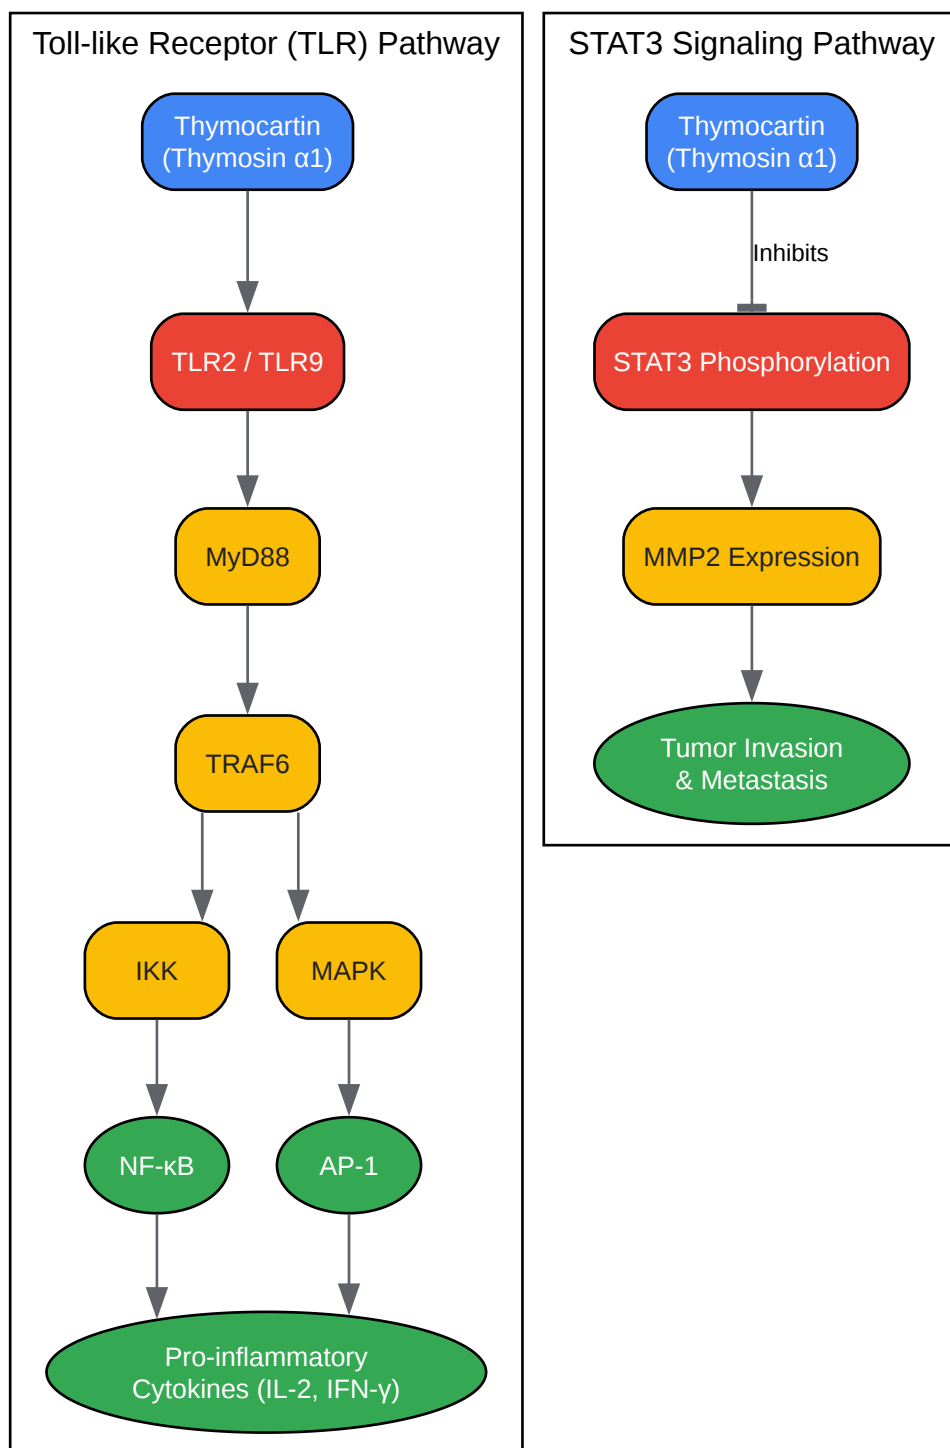 Toll-like Receptor (TLR) Pathway
Thymocartin
(Thymosin α1)
TLR2 / TLR9
MyD88
TRAF6
IKK
MAPK
NF-κB
AP-1
Pro-inflammatory
Cytokines (IL-2, IFN-γ)
STAT3 Signaling Pathway
Thymocartin
(Thymosin α1)
Inhibits
STAT3 Phosphorylation
MMP2 Expression
Tumor Invasion
& Metastasis